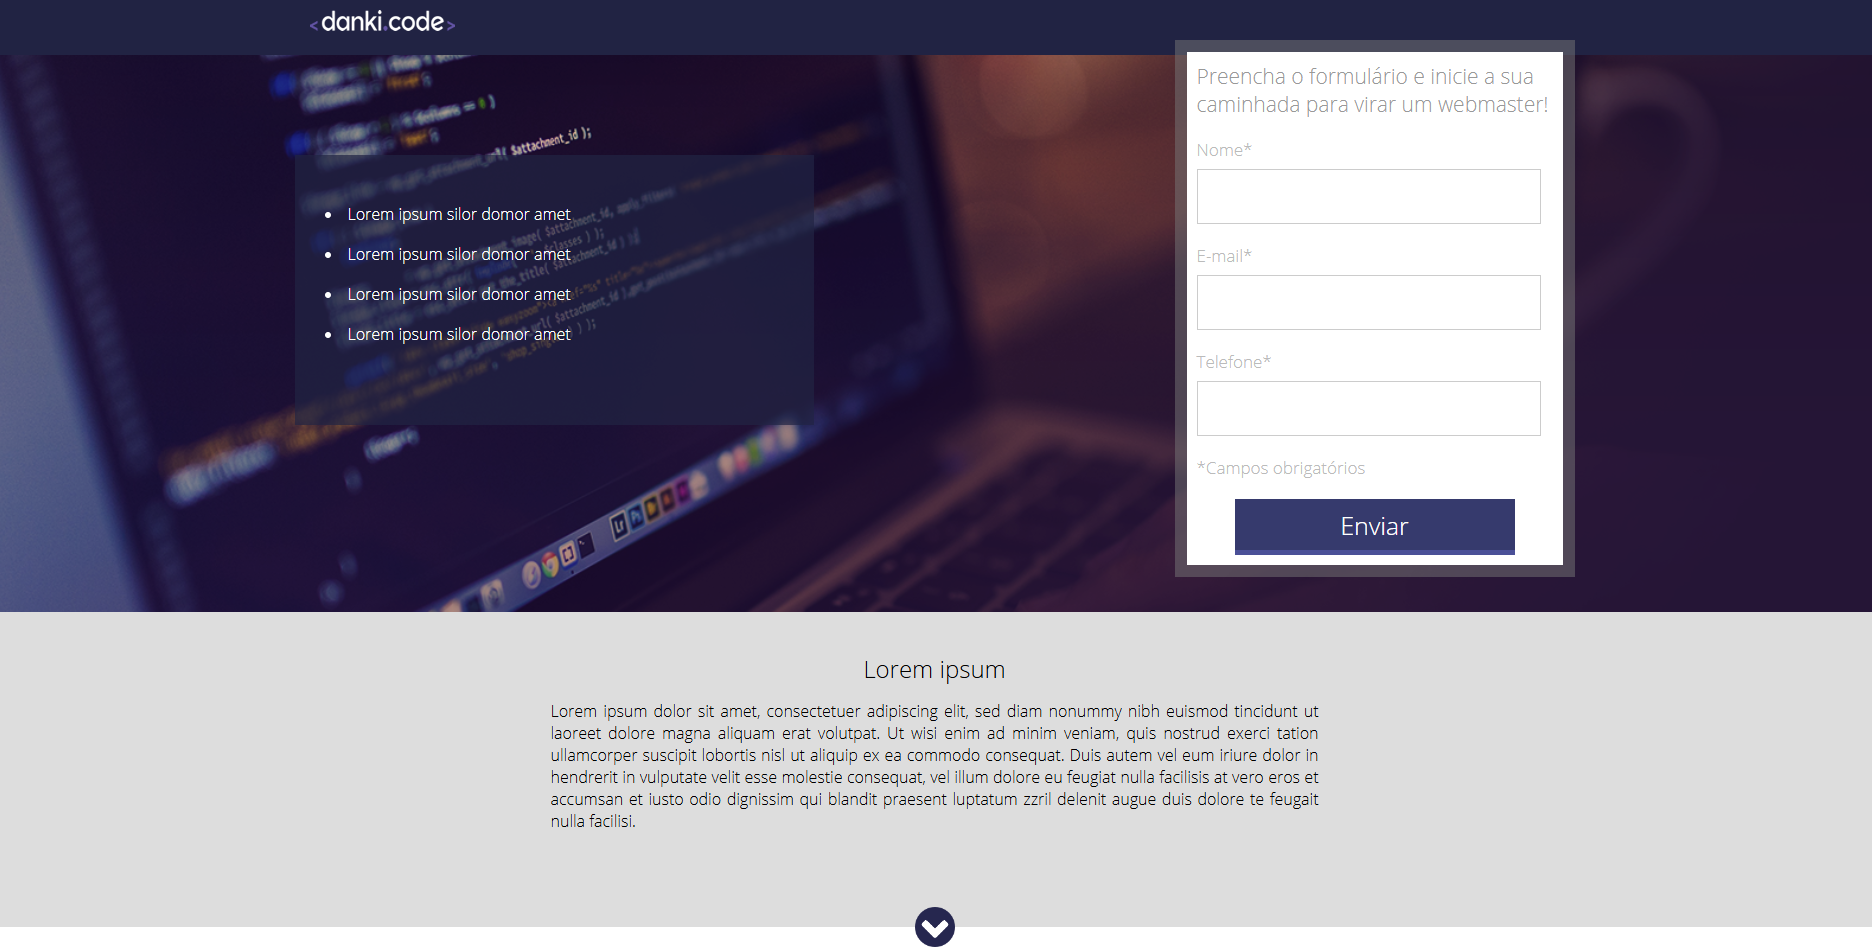 <danki.code>
Preencha o formulário e inicie a sua
caminhada para virar um webmaster!
Nome*
E-mail*
Telefone*
*Campos obrigatórios
Enviar
$attachment_id );
• Lorem ipsum silor domor amet
• Lorem ipsum silor domor amet
• Lorem ipsum silor domor amet
• Lorem ipsum silor domor amet
Lorem ipsum
Lorem ipsum dolor sit amet, consectetuer adipiscing elit, sed diam nonummy nibh euismod tincidunt ut
laoreet dolore magna aliquam erat volutpat. Ut wisi enim ad minim veniam, quis nostrud exerci tation
ullamcorper suscipit lobortis nisl ut aliquip ex ea commodo consequat. Duis autem vel eum iriure dolor in
hendrerit in vulputate velit esse molestie consequat, vel illum dolore eu feugiat nulla facilisis at vero eros et
accumsan et iusto odio dignissim qui blandit praesent luptatum zzril delenit augue duis dolore te feugait
nulla facilisi.